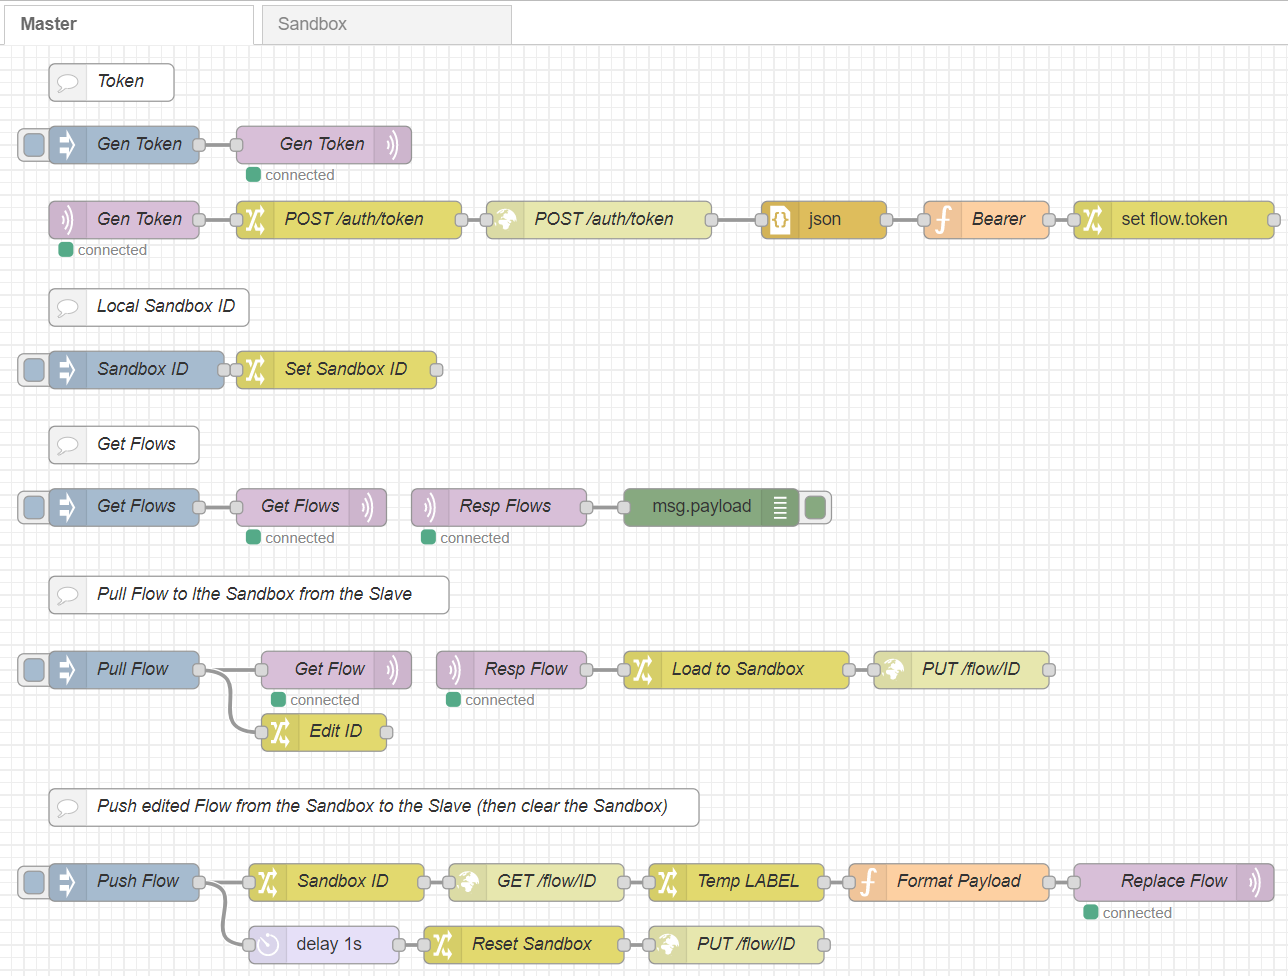 Master
Sandbox
Token
Gen Token
Gen Token
connected
Gen Token
POST /auth/token
POST /auth/token
json
Bearer
set flow.token
connected
Local Sandbox ID
Sandbox ID
Set Sandbox ID
Get Flows
Get Flows
Get Flows
Resp Flows
msg.payload
connected
connected
Pull Flow to lthe Sandbox from the Slave
Pull Flow
Get Flow
Resp Flow
Load to Sandbox
PUT /flow/ID
connected
connected
Edit ID
Push edited Flow from the Sandbox to the Slave (then clear the Sandbox)
Push Flow
Sandbox ID
GET /flow/ID
Temp LABEL
Format Payload
Replace Flow
connected
delay 1s
Reset Sandbox
PUT /flow/ID